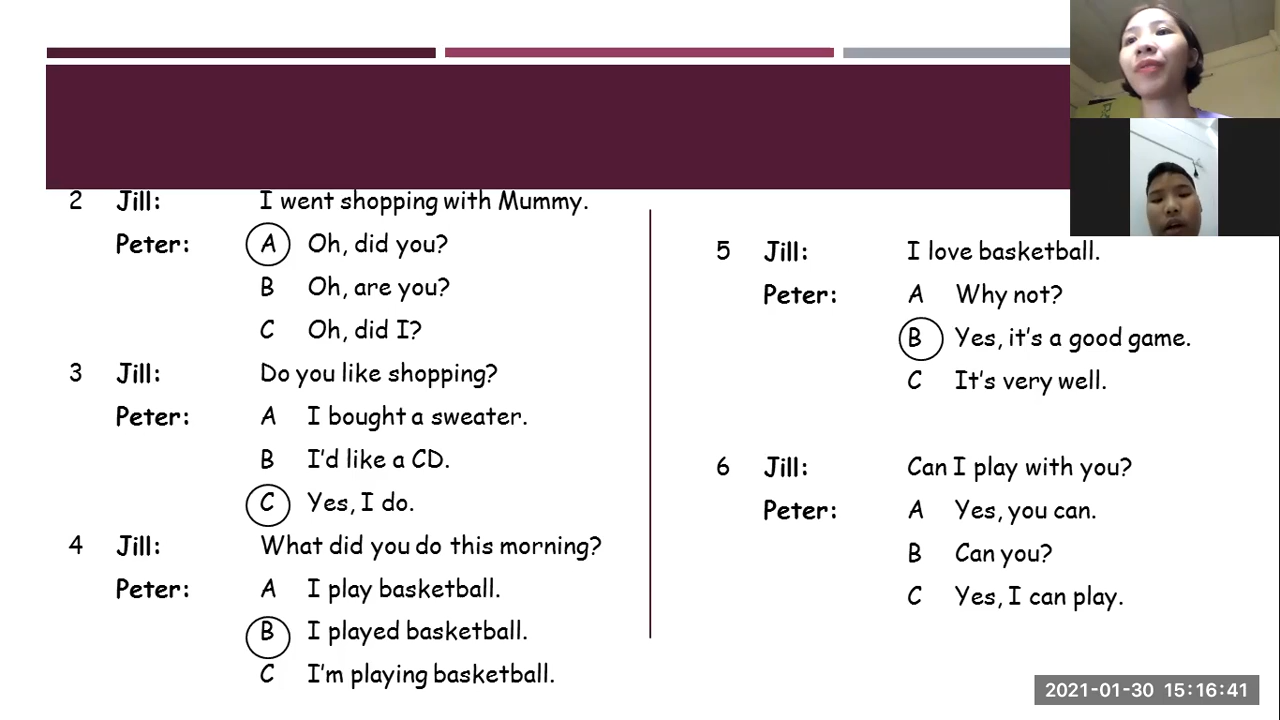 2 Jill: I went shopping with Mummy.
Peter: A Oh, did you?
B Oh, are you?
C Oh, did I?
3 Jill: Do you like shopping?
Peter: A I bought a sweater.
B I'd like a CD.
C Yes, I do.
4 Jill: What did you do this morning?
Peter: A I play basketball.
B I played basketball.
C I'm playing basketball.
5 Jill: I love basketball.
Peter: A Why not?
B Yes, it's a good game.
C It's very well.
6 Jill: Can I play with you?
Peter: A Yes, you can.
B Can you?
C Yes, I can play.
2021-01-30 15:16:41